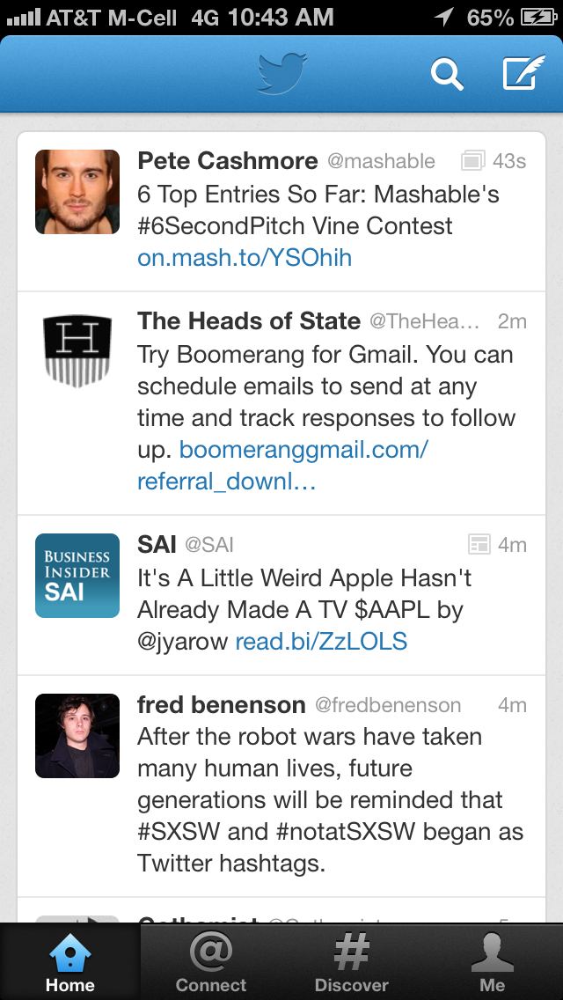 AT&T M-Cell 4G 10:43 AM 65%
Pete Cashmore @mashable 43s
6 Top Entries So Far: Mashable's
#6SecondPitch Vine Contest
on.mash.to/YSOhih
H
The Heads of State @TheHea... 2m
Try Boomerang for Gmail. You can
schedule emails to send at any
time and track responses to follow
up. boomeranggmail.com/
referral_downl...
BUSINESS
INSIDER
SAI
SAI @SAI 4m
It's A Little Weird Apple Hasn't
Already Made A TV $AAPL by
@jyarow read.bi/ZzLOLS
fred benenson @fredbenenson 4m
After the robot wars have taken
many human lives, future
generations will be reminded that
#SXSW and #notatSXSW began as
Twitter hashtags.
Home Connect Discover Me